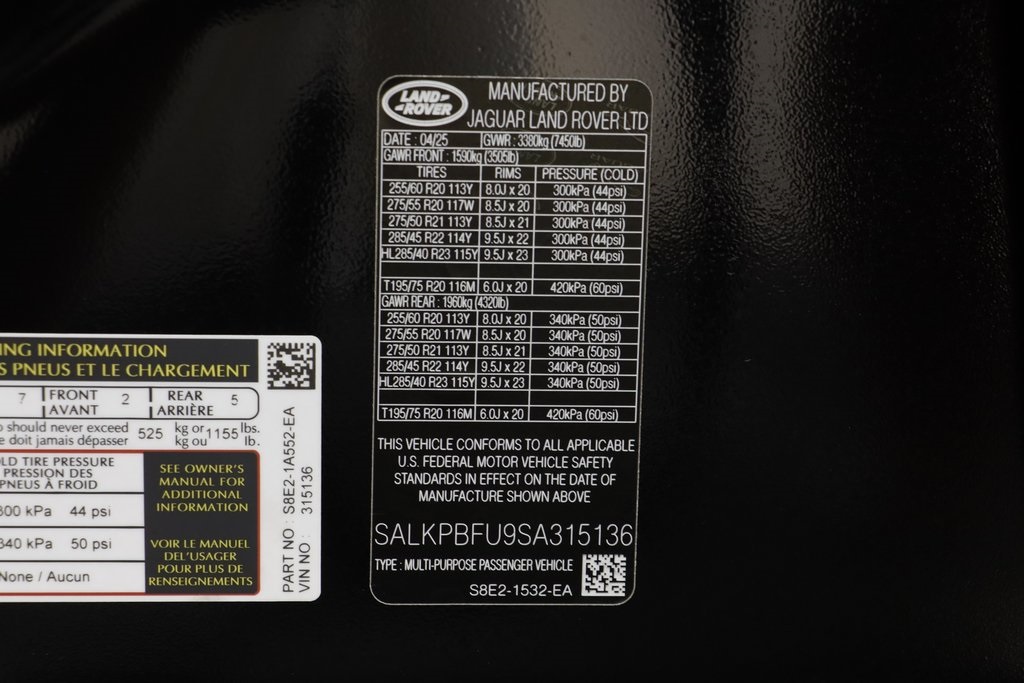 LAND-
-ROVER
MANUFACTURED BY
JAGUAR LAND ROVER LTD
DATE : 04/25 GVWR : 3380kg (7450lb)
GAWR FRONT : 1590kg (3505lb)
TIRES RIMS PRESSURE (COLD)
255/60 R20 113Y 8.0J x 20 300kPa (44psi)
275/55 R20 117W 8.5J x 20 300kPa (44psi)
275/50 R21 113Y 8.5J x 21 300kPa (44psi)
285/45 R22 114Y 9.5J x 22 300kPa (44psi)
HL285/40 R23 115Y 9.5J x 23 300kPa (44psi)
T195/75 R20 116M 6.0J x 20 420kPa (60psi)
GAWR REAR : 1960kg (4320lb)
255/60 R20 113Y 8.0J x 20 340kPa (50psi)
275/55 R20 117W 8.5J x 20 340kPa (50psi)
275/50 R21 113Y 8.5J x 21 340kPa (50psi)
285/45 R22 114Y 9.5J x 22 340kPa (50psi)
HL285/40 R23 115Y 9.5J x 23 340kPa (50psi)
T195/75 R20 116M 6.0J x 20 420kPa (60psi)
THIS VEHICLE CONFORMS TO ALL APPLICABLE
U.S. FEDERAL MOTOR VEHICLE SAFETY
STANDARDS IN EFFECT ON THE DATE OF
MANUFACTURE SHOWN ABOVE
SALKPBFU9SA315136
TYPE : MULTI-PURPOSE PASSENGER VEHICLE
S8E2-1532-EA
ING INFORMATION
S PNEUS ET LE CHARGEMENT
7 FRONT 2 REAR 5
AVANT ARRIÈRE
should never exceed 525 kg or 1155 lbs.
e doit jamais dépasser kg ou lb.
LD TIRE PRESSURE
PRESSION DES
PNEUS À FROID
300 kPa 44 psi
340 kPa 50 psi
None / Aucun
SEE OWNER'S
MANUAL FOR
ADDITIONAL
INFORMATION
VOIR LE MANUEL
DEL'USAGER
POUR PLUS DE
RENSEIGNEMENTS
PART NO : S8E2-1A552-EA
VIN NO : 315136